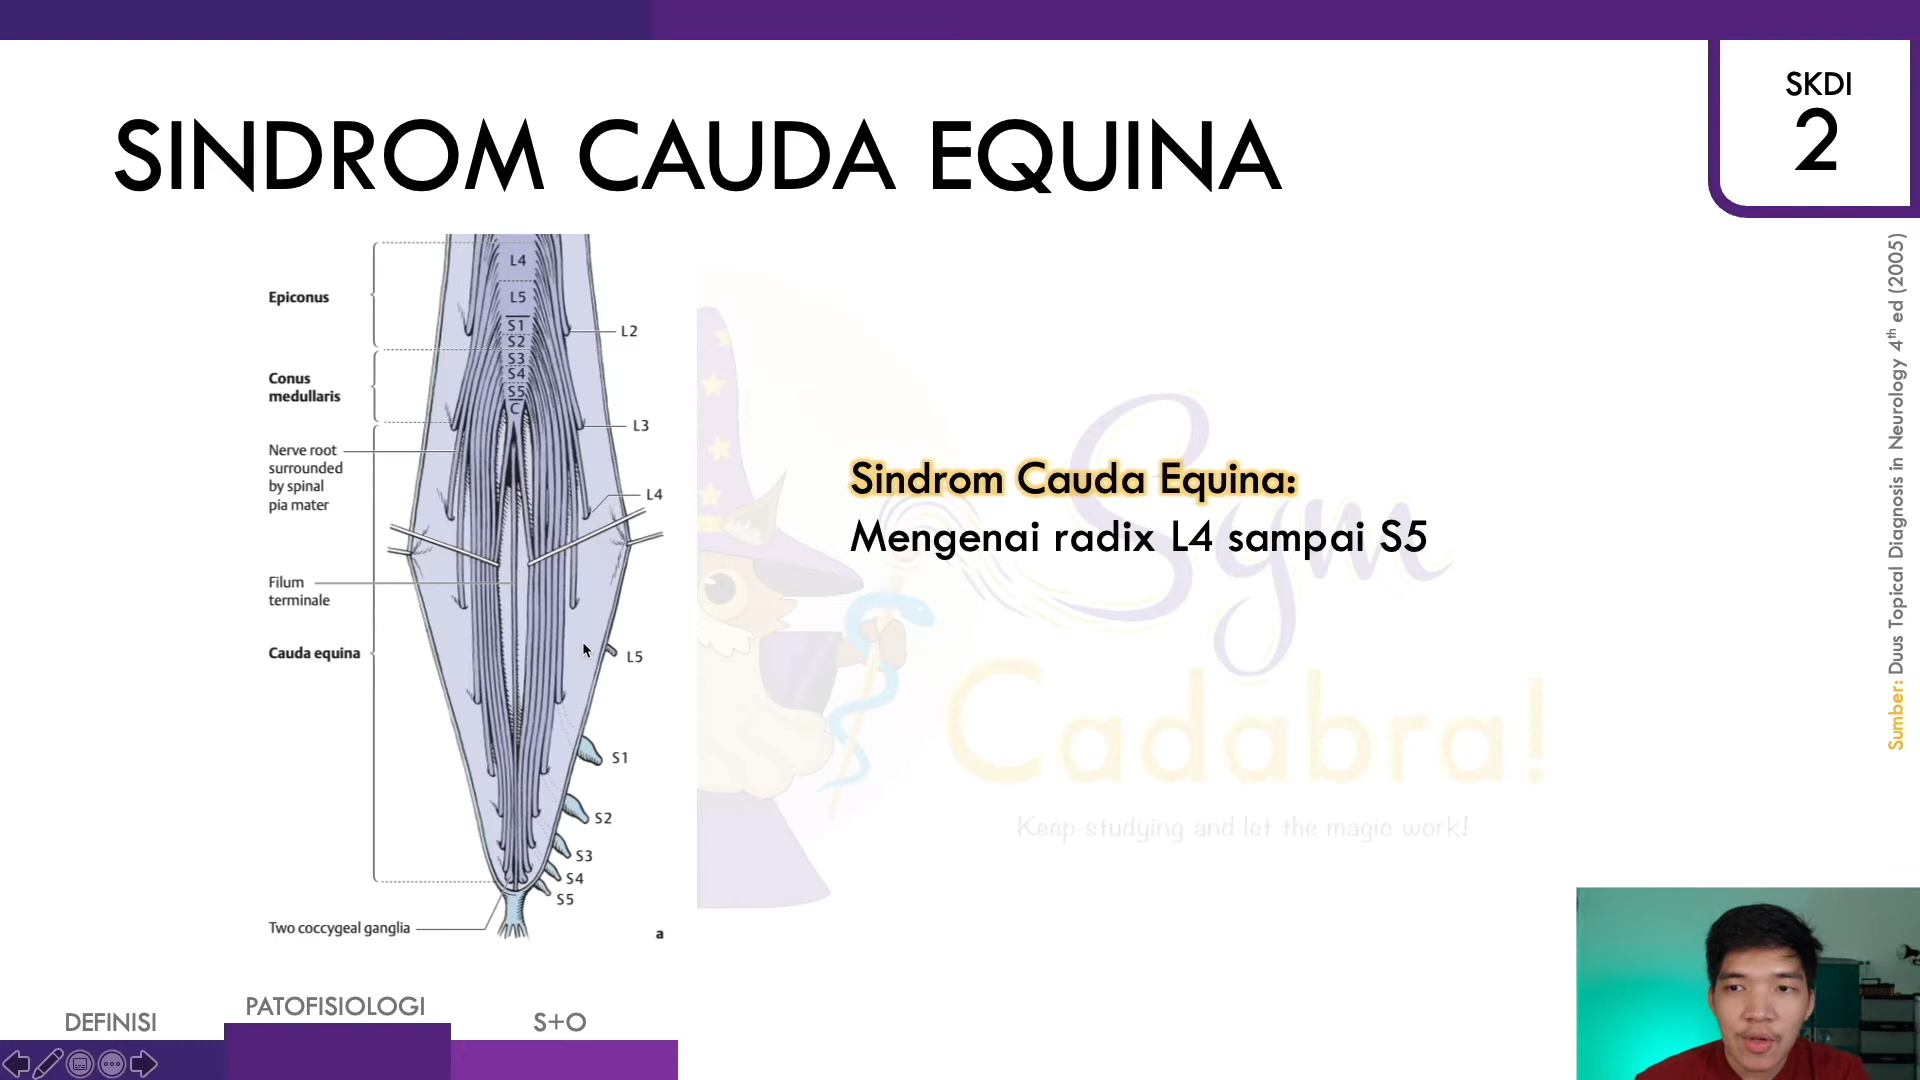 SKDI
2
SINDROM CAUDA EQUINA
Epiconus
Conus
medullaris
Nerve root
surrounded
by spinal
pia mater
Filum
terminale
Cauda equina
Two coccygeal ganglia
L4
L5
S1
S2
S3
S4
S5
C
L2
L3
L4
L5
S1
S2
S3
S4
S5
a
Sindrom Cauda Equina:
Mengenai radix L4 sampai S5
Sym
Cadabra!
Keep studying and let the magic work!
Sumber: Duus Topical Diagnosis in Neurology 4th ed (2005)
DEFINISI
PATOFISIOLOGI
S+O